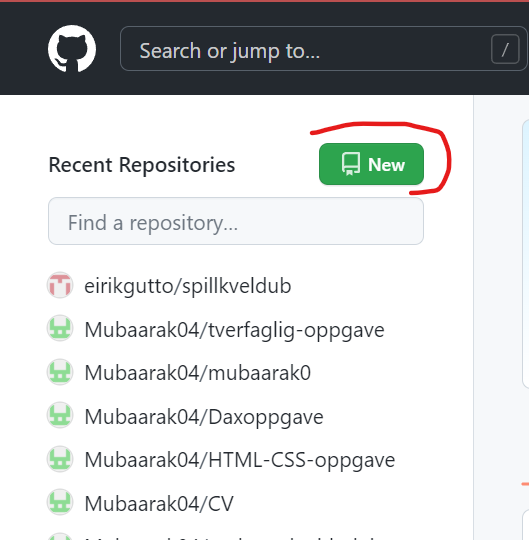 Search or jump to...
/
Recent Repositories
New
Find a repository...
eirikgutto/spillkveldub
Mubaarak04/tverfaglig-oppgave
Mubaarak04/mubaarak0
Mubaarak04/Daxoppgave
Mubaarak04/HTML-CSS-oppgave
Mubaarak04/CV